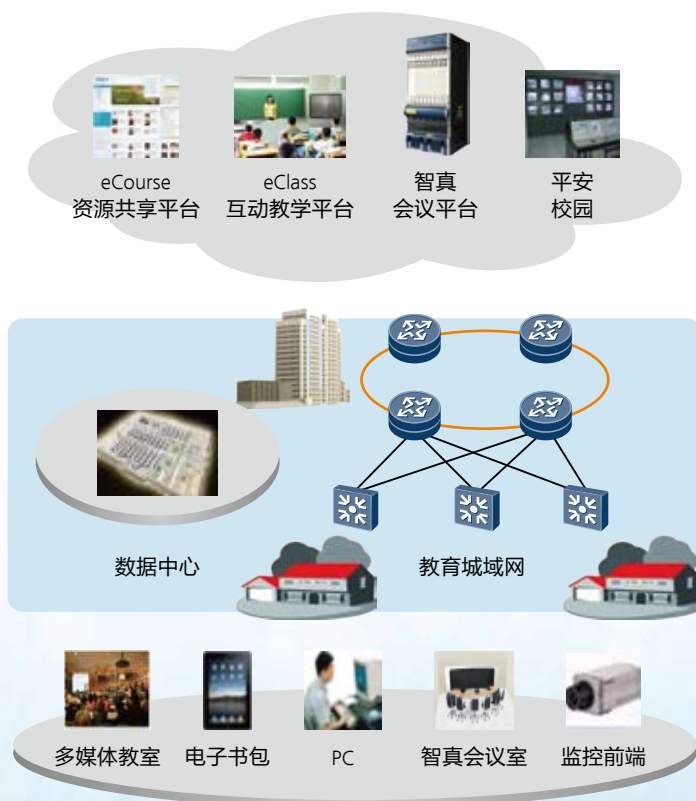 eCourse
资源共享平台
eClass
互动教学平台
智真
会议平台
平安
校园
数据中心
教育城域网
多媒体教室
电子书包
PC
智真会议室
监控前端